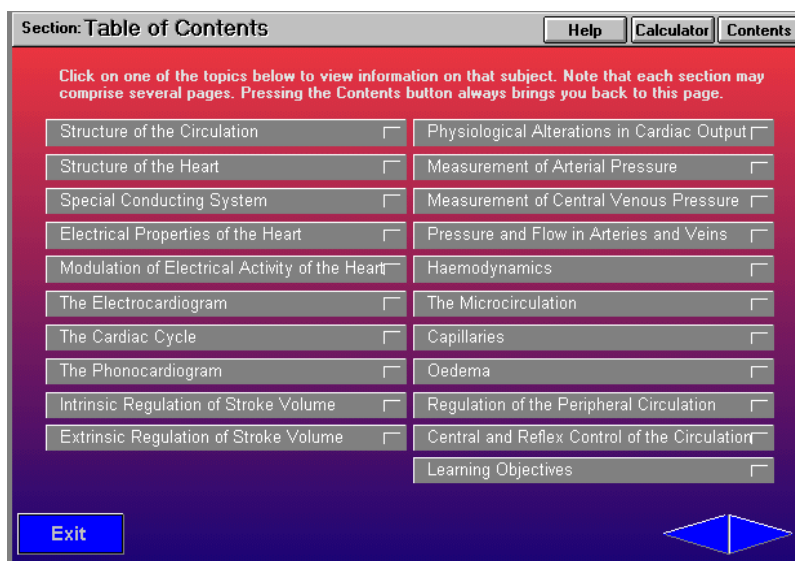 Section: Table of Contents
Help
Calculator
Contents
Click on one of the topics below to view information on that subject. Note that each section may
comprise several pages. Pressing the Contents button always brings you back to this page.
Structure of the Circulation
Structure of the Heart
Special Conducting System
Electrical Properties of the Heart
Modulation of Electrical Activity of the Heart
The Electrocardiogram
The Cardiac Cycle
The Phonocardiogram
Intrinsic Regulation of Stroke Volume
Extrinsic Regulation of Stroke Volume
Physiological Alterations in Cardiac Output
Measurement of Arterial Pressure
Measurement of Central Venous Pressure
Pressure and Flow in Arteries and Veins
Haemodynamics
The Microcirculation
Capillaries
Oedema
Regulation of the Peripheral Circulation
Central and Reflex Control of the Circulation
Learning Objectives
Exit